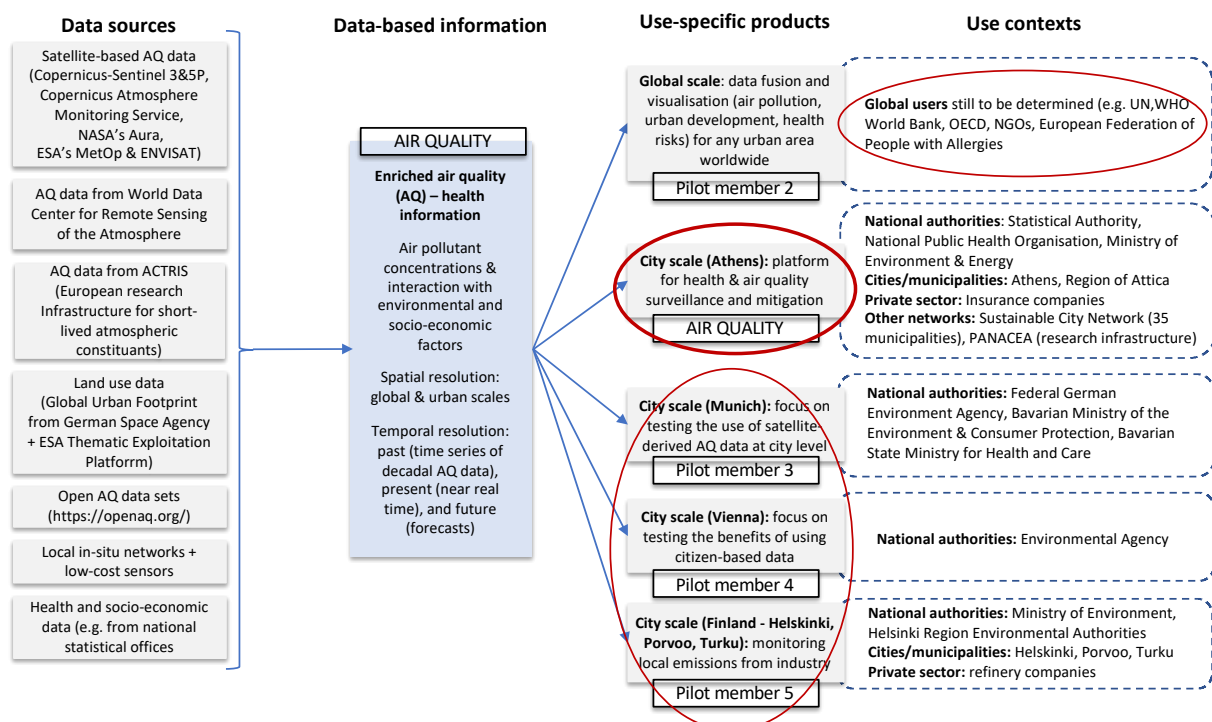 Data sources
Satellite-based AQ data
(Copernicus-Sentinel 3&5P,
Copernicus Atmosphere
Monitoring Service,
NASA's Aura,
ESA's MetOp & ENVISAT)
AQ data from World Data
Center for Remote Sensing
of the Atmosphere
AQ data from ACTRIS
(European research
Infrastructure for short-
lived atmospheric
constituants)
Land use data
(Global Urban Footprint
from German Space Agency
+ ESA Thematic Exploitation
Platforrm)
Open AQ data sets
(https://openaq.org/)
Local in-situ networks +
low-cost sensors
Health and socio-economic
data (e.g. from national
statistical offices
Data-based information
AIR QUALITY
Enriched air quality
(AQ) – health
information
Air pollutant
concentrations &
interaction with
environmental and
socio-economic
factors
Spatial resolution:
global & urban scales
Temporal resolution:
past (time series of
decadal AQ data),
present (near real
time), and future
(forecasts)
Use-specific products
Global scale: data fusion and
visualisation (air pollution,
urban development, health
risks) for any urban area
worldwide
Pilot member 2
City scale (Athens): platform
for health & air quality
surveillance and mitigation
AIR QUALITY
City scale (Munich): focus on
testing the use of satellite-
derived AQ data at city level
Pilot member 3
City scale (Vienna): focus on
testing the benefits of using
citizen-based data
Pilot member 4
City scale (Finland - Helskinki,
Porvoo, Turku): monitoring
local emissions from industry
Pilot member 5
Use contexts
Global users still to be determined (e.g. UN,WHO
World Bank, OECD, NGOs, European Federation of
People with Allergies
National authorities: Statistical Authority,
National Public Health Organisation, Ministry of
Environment & Energy
Cities/municipalities: Athens, Region of Attica
Private sector: Insurance companies
Other networks: Sustainable City Network (35
municipalities), PANACEA (research infrastructure)
National authorities: Federal German
Environment Agency, Bavarian Ministry of the
Environment & Consumer Protection, Bavarian
State Ministry for Health and Care
National authorities: Environmental Agency
National authorities: Ministry of Environment,
Helsinki Region Environmental Authorities
Cities/municipalities: Helskinki, Porvoo, Turku
Private sector: refinery companies